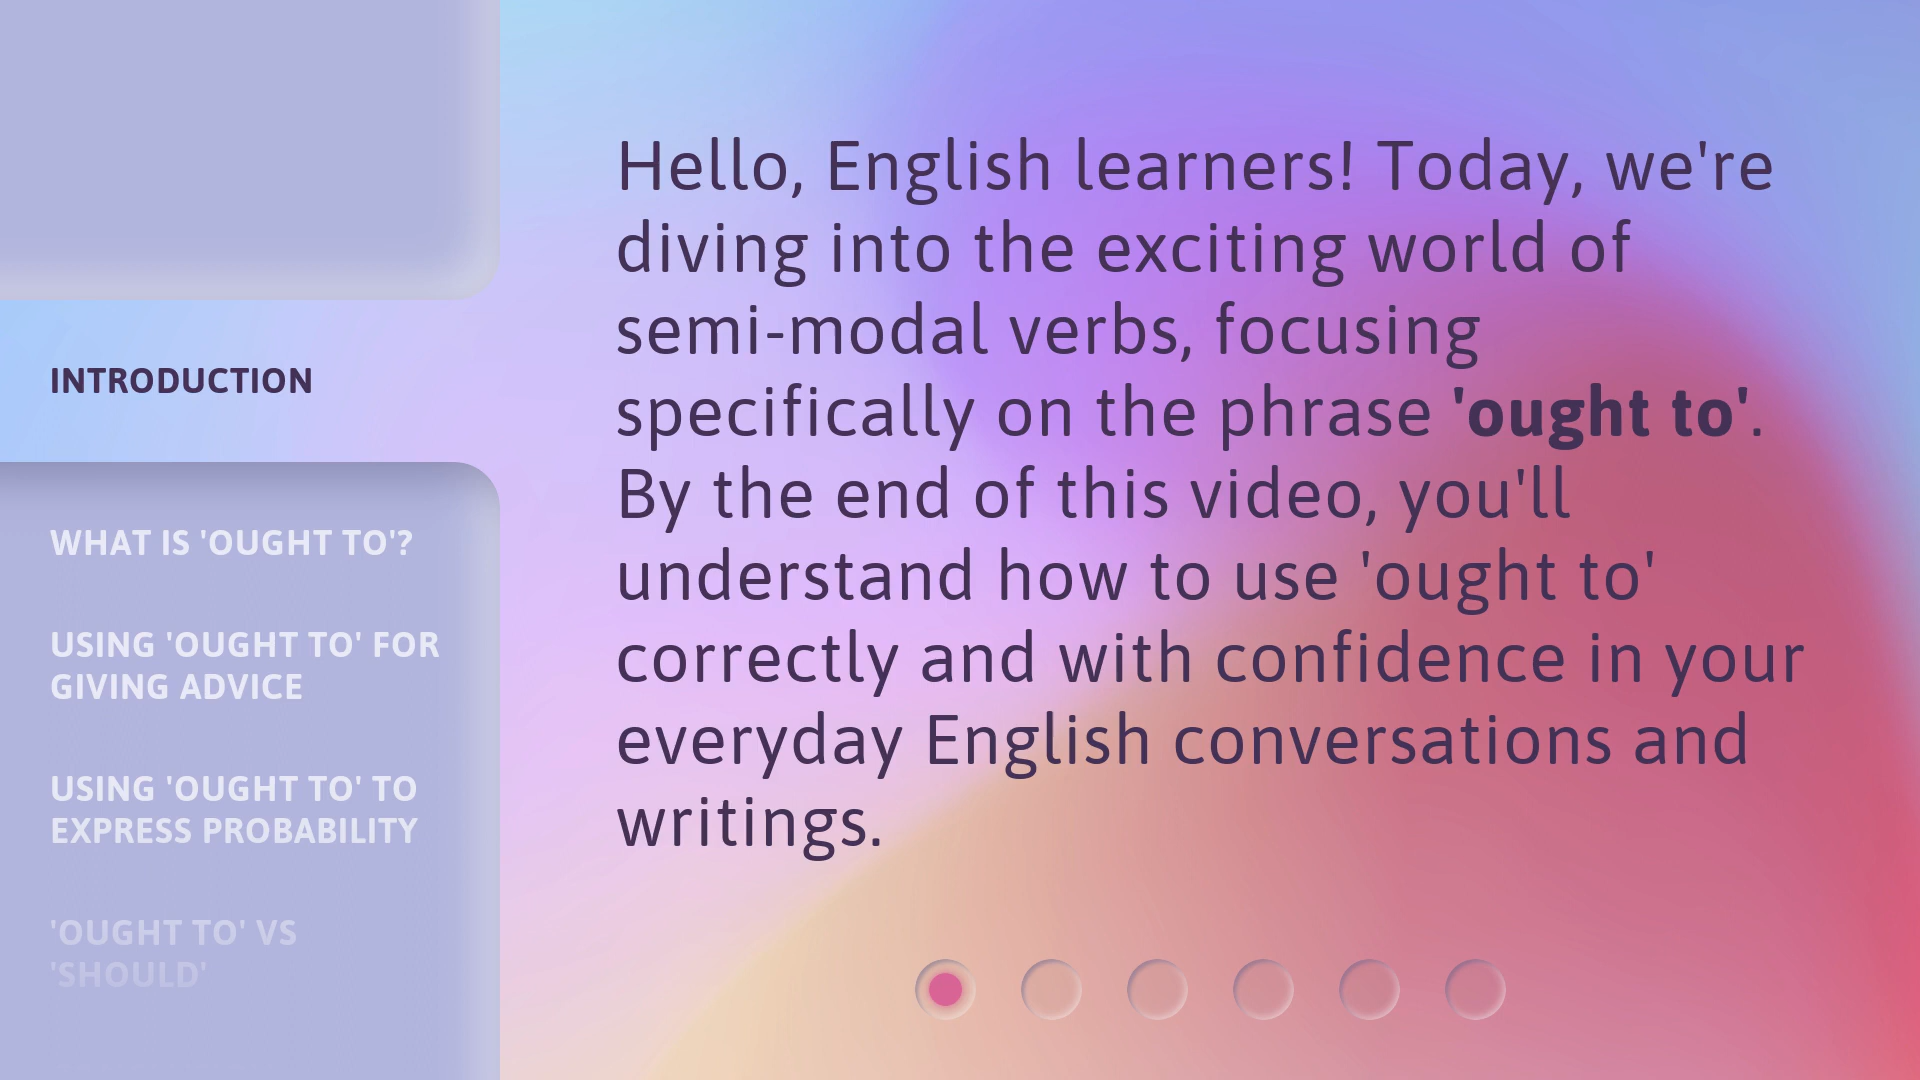 INTRODUCTION
WHAT IS 'OUGHT TO'?
USING 'OUGHT TO' FOR
GIVING ADVICE
USING 'OUGHT TO' TO
EXPRESS PROBABILITY
'OUGHT TO' VS
'SHOULD'
Hello, English learners! Today, we're
diving into the exciting world of
semi-modal verbs, focusing
specifically on the phrase 'ought to'.
By the end of this video, you'll
understand how to use 'ought to'
correctly and with confidence in your
everyday English conversations and
writings.